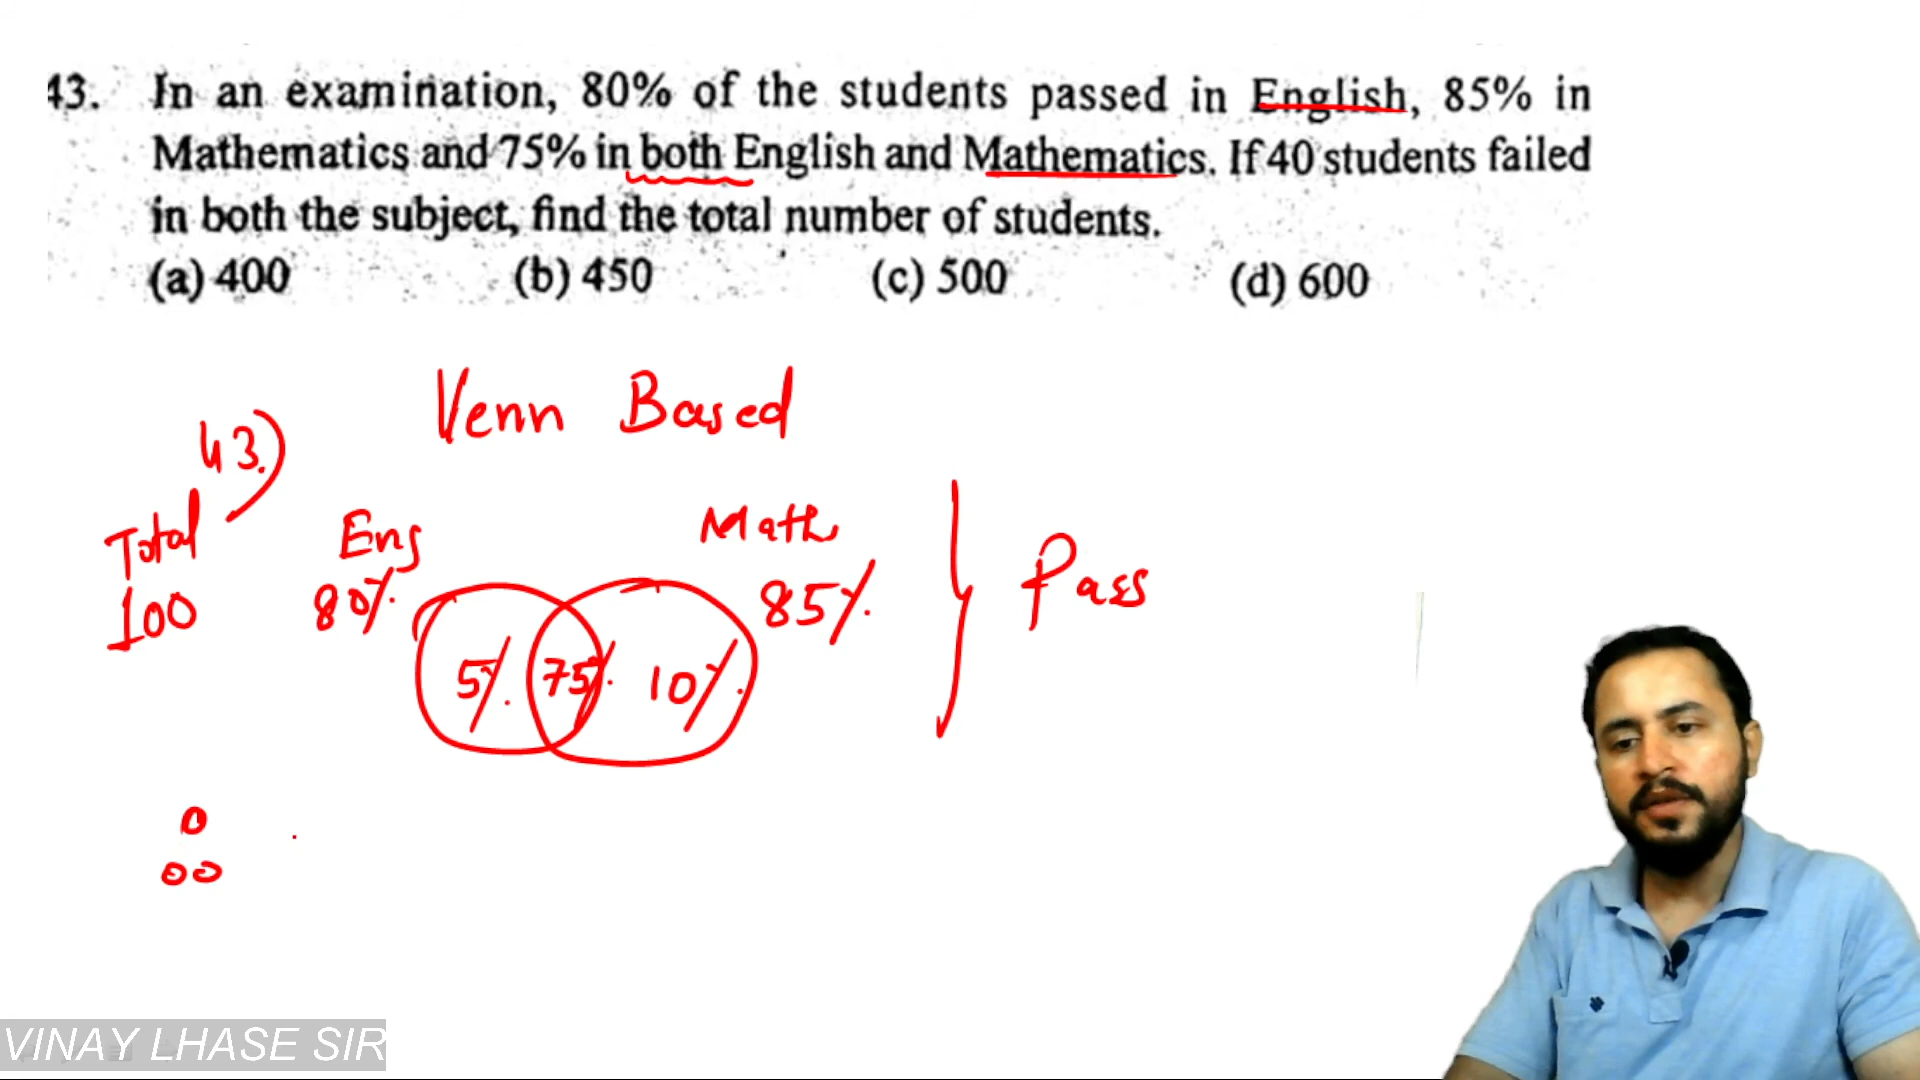 43. In an examination, 80% of the students passed in English, 85% in
Mathematics and 75% in both English and Mathematics. If 40 students failed
in both the subject, find the total number of students.
(a) 400 (b) 450 (c) 500 (d) 600
Venn Based
43.)
Total Eng Math
100 80% 85% Pass
5% 75% 10%
VINAY LHASE SIR